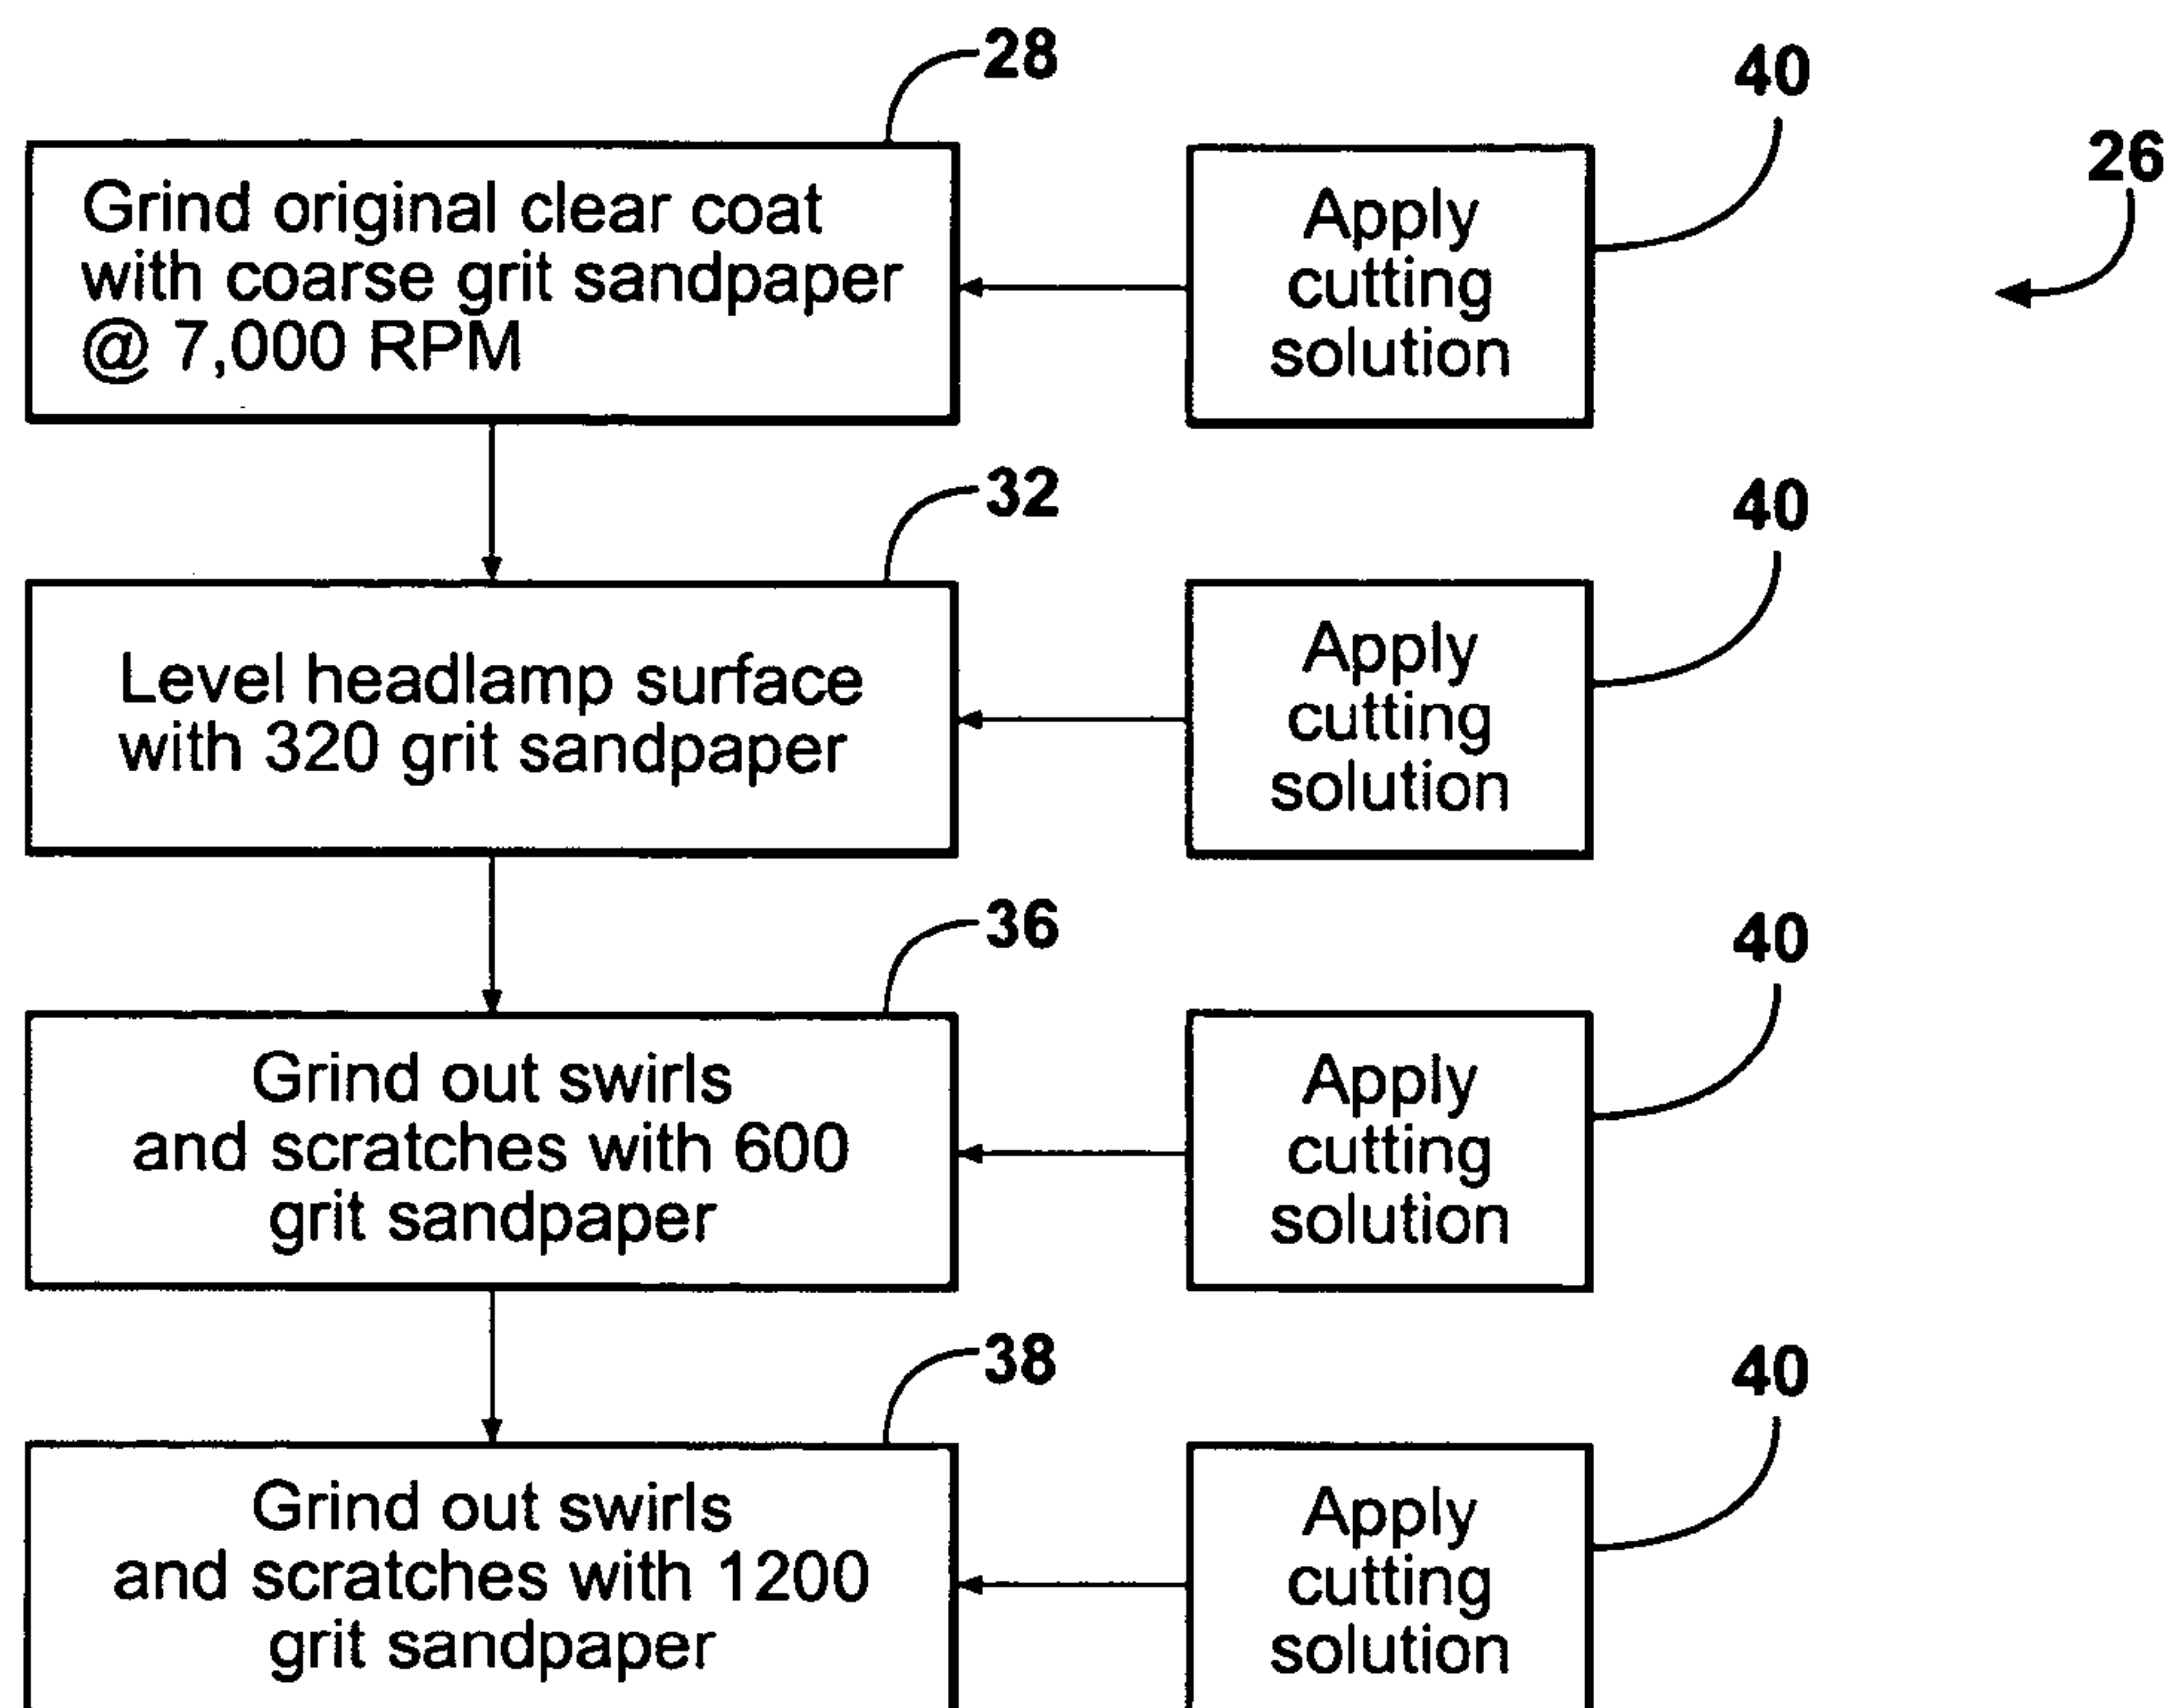 28
40
26
Grind original clear coat
with coarse grit sandpaper
@ 7,000 RPM
Apply
cutting
solution
32
40
Level headlamp surface
with 320 grit sandpaper
Apply
cutting
solution
36
40
Grind out swirls
and scratches with 600
grit sandpaper
Apply
cutting
solution
38
40
Grind out swirls
and scratches with 1200
grit sandpaper
Apply
cutting
solution